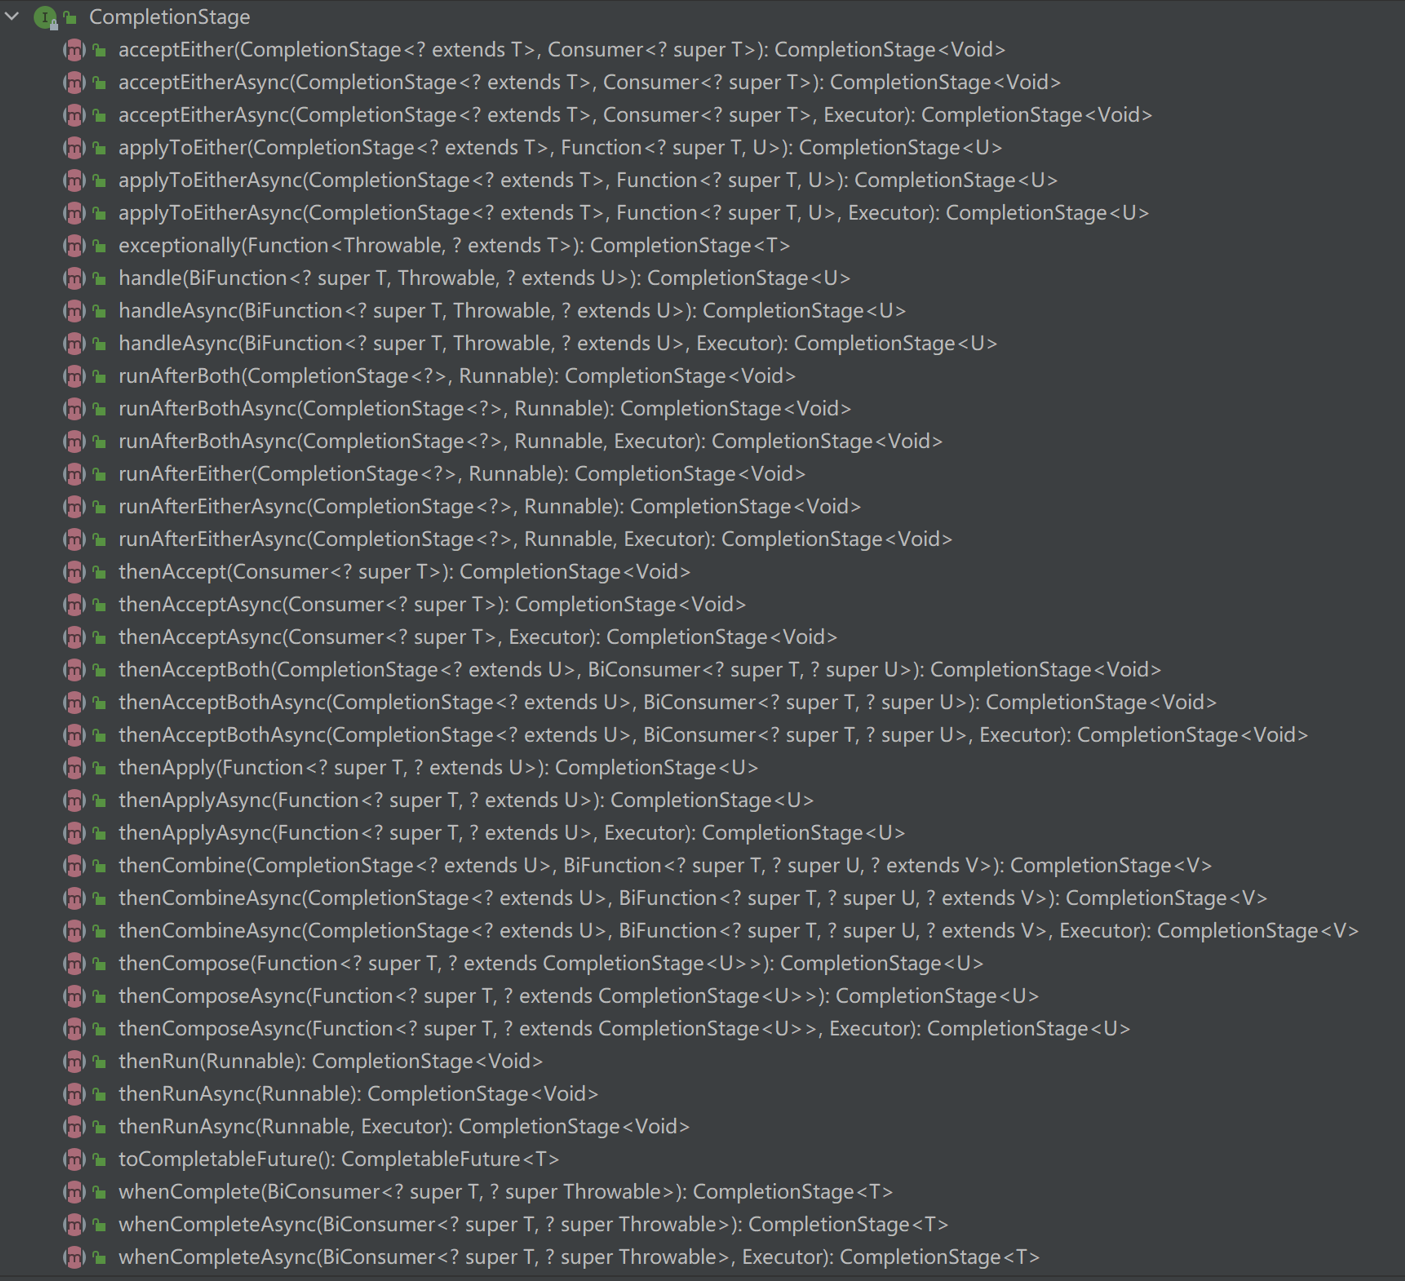 CompletionStage
acceptEither(CompletionStage<? extends T>, Consumer<? super T>): CompletionStage<Void>
acceptEitherAsync(CompletionStage<? extends T>, Consumer<? super T>): CompletionStage<Void>
acceptEitherAsync(CompletionStage<? extends T>, Consumer<? super T>, Executor): CompletionStage<Void>
applyToEither(CompletionStage<? extends T>, Function<? super T, U>): CompletionStage<U>
applyToEitherAsync(CompletionStage<? extends T>, Function<? super T, U>): CompletionStage<U>
applyToEitherAsync(CompletionStage<? extends T>, Function<? super T, U>, Executor): CompletionStage<U>
exceptionally(Function<Throwable, ? extends T>): CompletionStage<T>
handle(BiFunction<? super T, Throwable, ? extends U>): CompletionStage<U>
handleAsync(BiFunction<? super T, Throwable, ? extends U>): CompletionStage<U>
handleAsync(BiFunction<? super T, Throwable, ? extends U>, Executor): CompletionStage<U>
runAfterBoth(CompletionStage<?>, Runnable): CompletionStage<Void>
runAfterBothAsync(CompletionStage<?>, Runnable): CompletionStage<Void>
runAfterBothAsync(CompletionStage<?>, Runnable, Executor): CompletionStage<Void>
runAfterEither(CompletionStage<?>, Runnable): CompletionStage<Void>
runAfterEitherAsync(CompletionStage<?>, Runnable): CompletionStage<Void>
runAfterEitherAsync(CompletionStage<?>, Runnable, Executor): CompletionStage<Void>
thenAccept(Consumer<? super T>): CompletionStage<Void>
thenAcceptAsync(Consumer<? super T>): CompletionStage<Void>
thenAcceptAsync(Consumer<? super T>, Executor): CompletionStage<Void>
thenAcceptBoth(CompletionStage<? extends U>, BiConsumer<? super T, ? super U>): CompletionStage<Void>
thenAcceptBothAsync(CompletionStage<? extends U>, BiConsumer<? super T, ? super U>): CompletionStage<Void>
thenAcceptBothAsync(CompletionStage<? extends U>, BiConsumer<? super T, ? super U>, Executor): CompletionStage<Void>
thenApply(Function<? super T, ? extends U>): CompletionStage<U>
thenApplyAsync(Function<? super T, ? extends U>): CompletionStage<U>
thenApplyAsync(Function<? super T, ? extends U>, Executor): CompletionStage<U>
thenCombine(CompletionStage<? extends U>, BiFunction<? super T, ? super U, ? extends V>): CompletionStage<V>
thenCombineAsync(CompletionStage<? extends U>, BiFunction<? super T, ? super U, ? extends V>): CompletionStage<V>
thenCombineAsync(CompletionStage<? extends U>, BiFunction<? super T, ? super U, ? extends V>, Executor): CompletionStage<V>
thenCompose(Function<? super T, ? extends CompletionStage<U>>): CompletionStage<U>
thenComposeAsync(Function<? super T, ? extends CompletionStage<U>>): CompletionStage<U>
thenComposeAsync(Function<? super T, ? extends CompletionStage<U>>, Executor): CompletionStage<U>
thenRun(Runnable): CompletionStage<Void>
thenRunAsync(Runnable): CompletionStage<Void>
thenRunAsync(Runnable, Executor): CompletionStage<Void>
toCompletableFuture(): CompletableFuture<T>
whenComplete(BiConsumer<? super T, ? super Throwable>): CompletionStage<T>
whenCompleteAsync(BiConsumer<? super T, ? super Throwable>): CompletionStage<T>
whenCompleteAsync(BiConsumer<? super T, ? super Throwable>, Executor): CompletionStage<T>